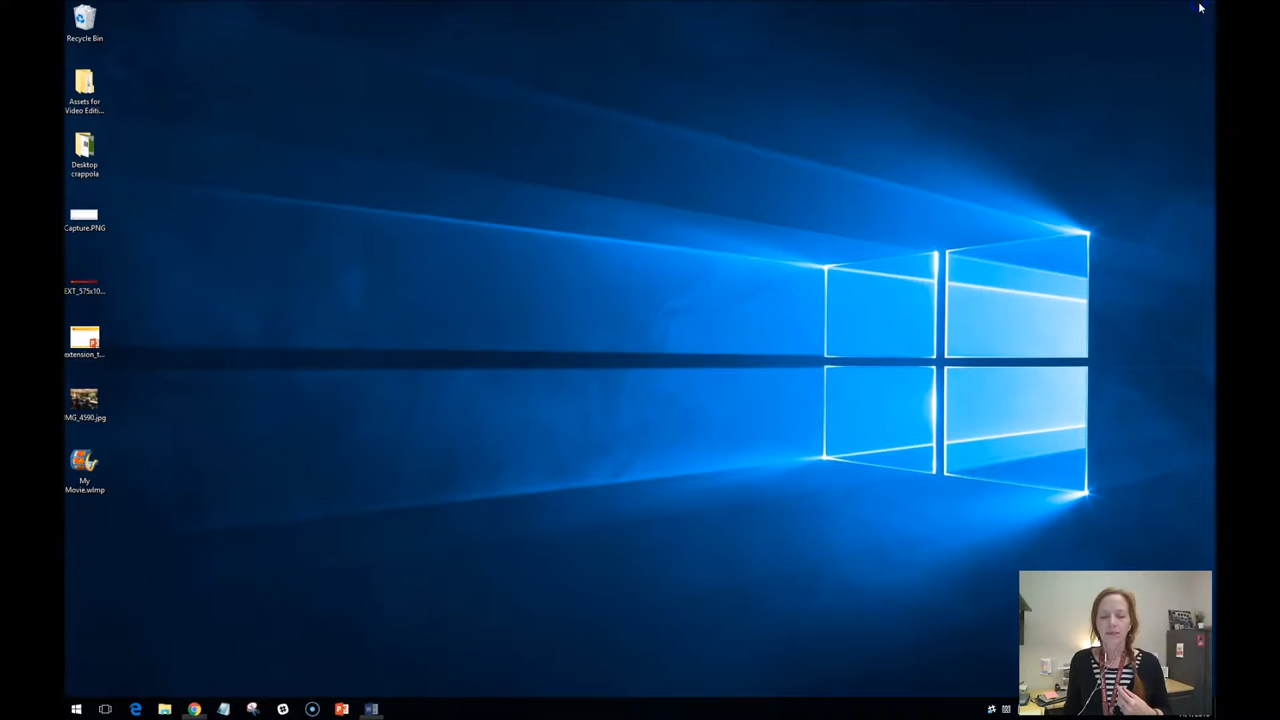 Recycle Bin
Assets for
Video Editi...
Desktop
crappola
Capture.PNG
EXT_575x10...
extension_t...
IMG_4590.jpg
My
Movie.wlmp